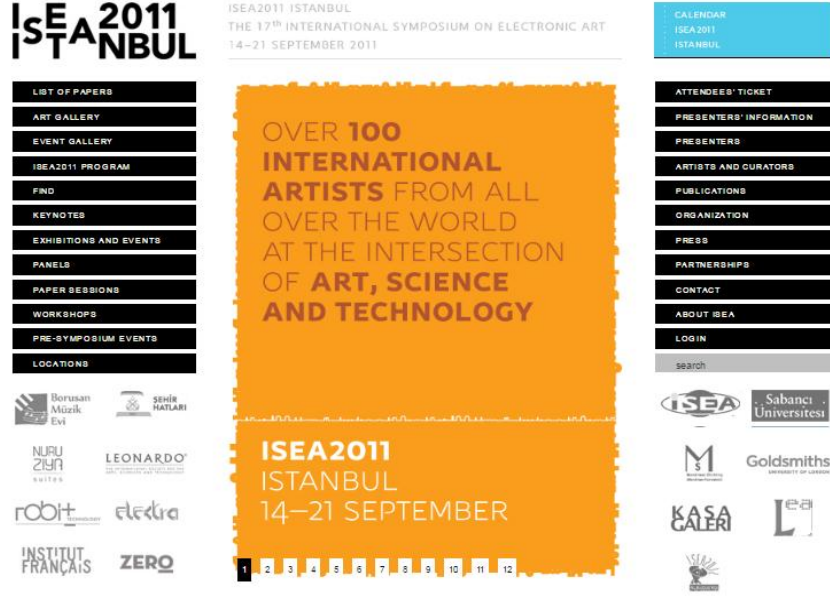 ISEA2011
ISTANBUL
ISEA2011 ISTANBUL
THE 17th INTERNATIONAL SYMPOSIUM ON ELECTRONIC ART
14–21 SEPTEMBER 2011
CALENDAR
ISEA2011
ISTANBUL
LIST OF PAPERS
ART GALLERY
EVENT GALLERY
ISEA2011 PROGRAM
FIND
KEYNOTES
EXHIBITIONS AND EVENTS
PANELS
PAPER SESSIONS
WORKSHOPS
PRE-SYMPOSIUM EVENTS
LOCATIONS
Borusan
Müzik
Evi
ŞEHİR
HATLARI
NURU
ZIYA
suites
LEONARDO
robit
electra
INSTITUT
FRANÇAIS
ZERO
OVER 100
INTERNATIONAL
ARTISTS FROM ALL
OVER THE WORLD
AT THE INTERSECTION
OF ART, SCIENCE
AND TECHNOLOGY
ISEA2011
ISTANBUL
14–21 SEPTEMBER
1 2 3 4 5 6 7 8 9 10 11 12
ATTENDEES' TICKET
PRESENTERS' INFORMATION
PRESENTERS
ARTISTS AND CURATORS
PUBLICATIONS
ORGANIZATION
PRESS
PARTNERSHIPS
CONTACT
ABOUT ISEA
LOGIN
search
ISEA
Sabancı
Üniversitesi
Goldsmiths
UNIVERSITY OF LONDON
KASA
GALERİ
Lea